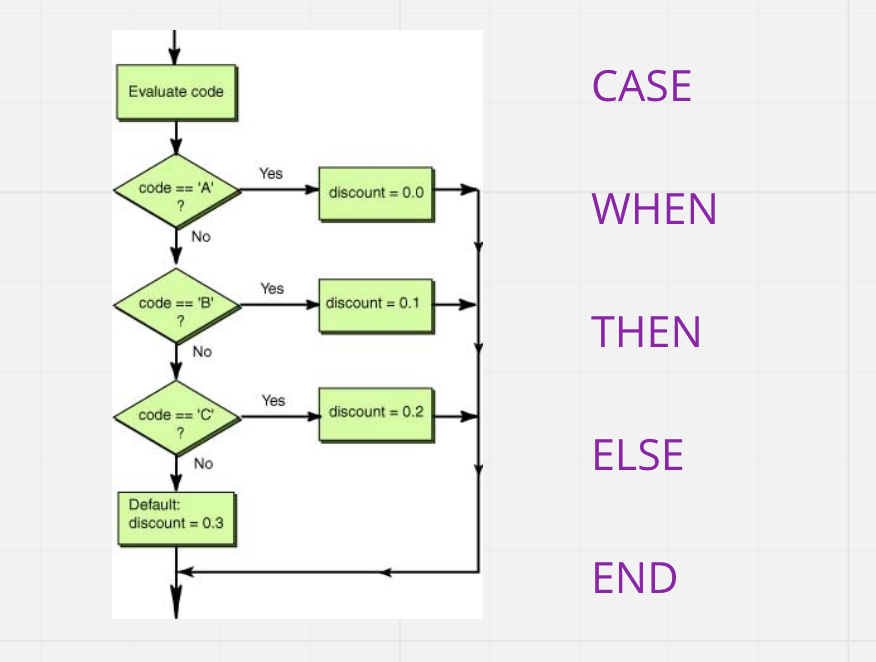 Evaluate code
code == 'A'
?
Yes
discount = 0.0
No
code == 'B'
?
Yes
discount = 0.1
No
code == 'C'
?
Yes
discount = 0.2
No
Default:
discount = 0.3
CASE
WHEN
THEN
ELSE
END